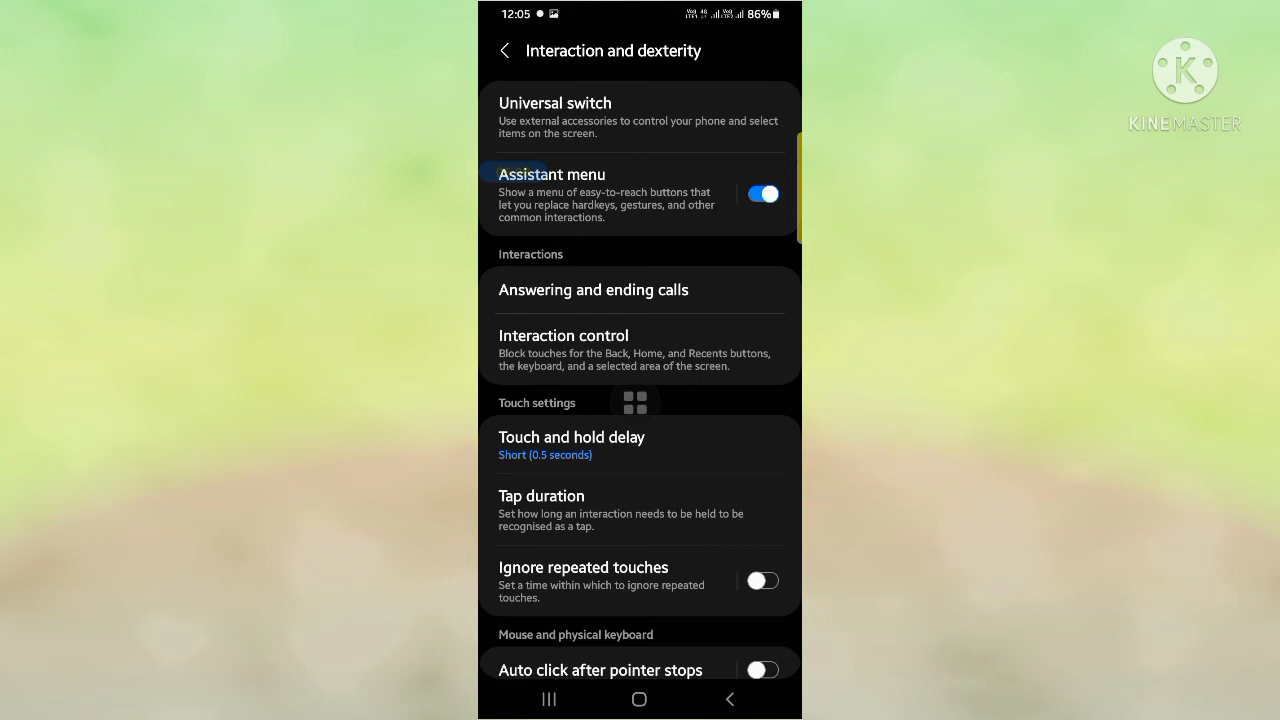 12:05 86%
Interaction and dexterity
KINEMASTER
Universal switch
Use external accessories to control your phone and select
items on the screen.
Assistant menu
Show a menu of easy-to-reach buttons that
let you replace hardkeys, gestures, and other
common interactions.
Interactions
Answering and ending calls
Interaction control
Block touches for the Back, Home, and Recents buttons,
the keyboard, and a selected area of the screen.
Touch settings
Touch and hold delay
Short (0.5 seconds)
Tap duration
Set how long an interaction needs to be held to be
recognised as a tap.
Ignore repeated touches
Set a time within which to ignore repeated
touches.
Mouse and physical keyboard
Auto click after pointer stops